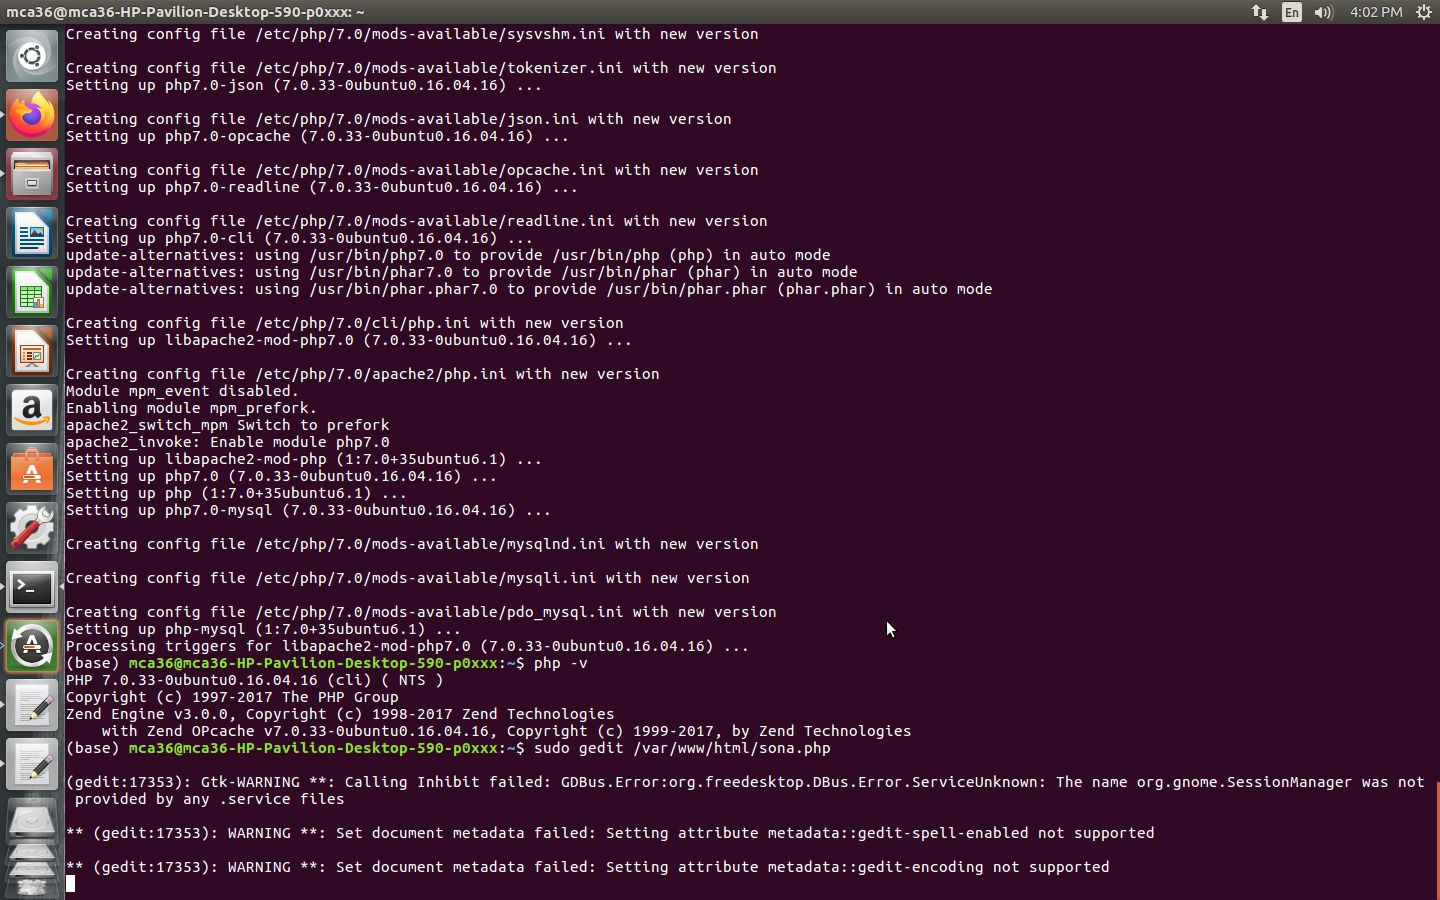 mca36@mca36-HP-Pavilion-Desktop-590-p0xxx: ~
En
4:02 PM
Creating config file /etc/php/7.0/mods-available/sysvshm.ini with new version
Creating config file /etc/php/7.0/mods-available/tokenizer.ini with new version
Setting up php7.0-json (7.0.33-0ubuntu0.16.04.16) ...
Creating config file /etc/php/7.0/mods-available/json.ini with new version
Setting up php7.0-opcache (7.0.33-0ubuntu0.16.04.16) ...
Creating config file /etc/php/7.0/mods-available/opcache.ini with new version
Setting up php7.0-readline (7.0.33-0ubuntu0.16.04.16) ...
Creating config file /etc/php/7.0/mods-available/readline.ini with new version
Setting up php7.0-cli (7.0.33-0ubuntu0.16.04.16) ...
update-alternatives: using /usr/bin/php7.0 to provide /usr/bin/php (php) in auto mode
update-alternatives: using /usr/bin/phar7.0 to provide /usr/bin/phar (phar) in auto mode
update-alternatives: using /usr/bin/phar.phar7.0 to provide /usr/bin/phar.phar (phar.phar) in auto mode
Creating config file /etc/php/7.0/cli/php.ini with new version
Setting up libapache2-mod-php7.0 (7.0.33-0ubuntu0.16.04.16) ...
Creating config file /etc/php/7.0/apache2/php.ini with new version
Module mpm_event disabled.
Enabling module mpm_prefork.
apache2_switch_mpm Switch to prefork
apache2_invoke: Enable module php7.0
Setting up libapache2-mod-php (1:7.0+35ubuntu6.1) ...
Setting up php7.0 (7.0.33-0ubuntu0.16.04.16) ...
Setting up php (1:7.0+35ubuntu6.1) ...
Setting up php7.0-mysql (7.0.33-0ubuntu0.16.04.16) ...
Creating config file /etc/php/7.0/mods-available/mysqlnd.ini with new version
Creating config file /etc/php/7.0/mods-available/mysqli.ini with new version
Creating config file /etc/php/7.0/mods-available/pdo_mysql.ini with new version
Setting up php-mysql (1:7.0+35ubuntu6.1) ...
Processing triggers for libapache2-mod-php7.0 (7.0.33-0ubuntu0.16.04.16) ...
(base) mca36@mca36-HP-Pavilion-Desktop-590-p0xxx:~$ php -v
PHP 7.0.33-0ubuntu0.16.04.16 (cli) ( NTS )
Copyright (c) 1997-2017 The PHP Group
Zend Engine v3.0.0, Copyright (c) 1998-2017 Zend Technologies
with Zend OPcache v7.0.33-0ubuntu0.16.04.16, Copyright (c) 1999-2017, by Zend Technologies
(base) mca36@mca36-HP-Pavilion-Desktop-590-p0xxx:~$ sudo gedit /var/www/html/sona.php
(gedit:17353): Gtk-WARNING **: Calling Inhibit failed: GDBus.Error:org.freedesktop.DBus.Error.ServiceUnknown: The name org.gnome.SessionManager was not
provided by any .service files
** (gedit:17353): WARNING **: Set document metadata failed: Setting attribute metadata::gedit-spell-enabled not supported
** (gedit:17353): WARNING **: Set document metadata failed: Setting attribute metadata::gedit-encoding not supported